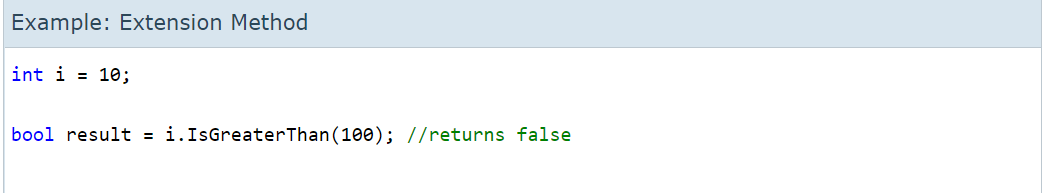 Example: Extension Method
int i = 10;
bool result = i.IsGreaterThan(100); //returns false